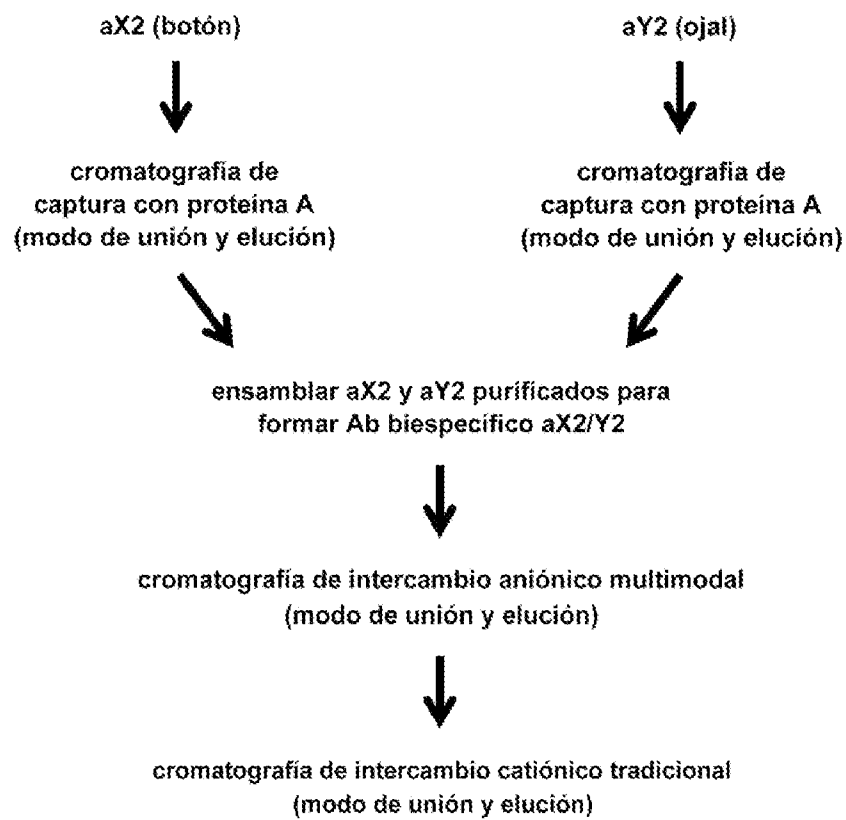 aX2 (botón)
aY2 (ojal)
cromatografía de
captura con proteína A
(modo de unión y elución)
cromatografía de
captura con proteína A
(modo de unión y elución)
ensamblar aX2 y aY2 purificados para
formar Ab biespecífico aX2/Y2
cromatografía de intercambio aniónico multimodal
(modo de unión y elución)
cromatografía de intercambio catiónico tradicional
(modo de unión y elución)